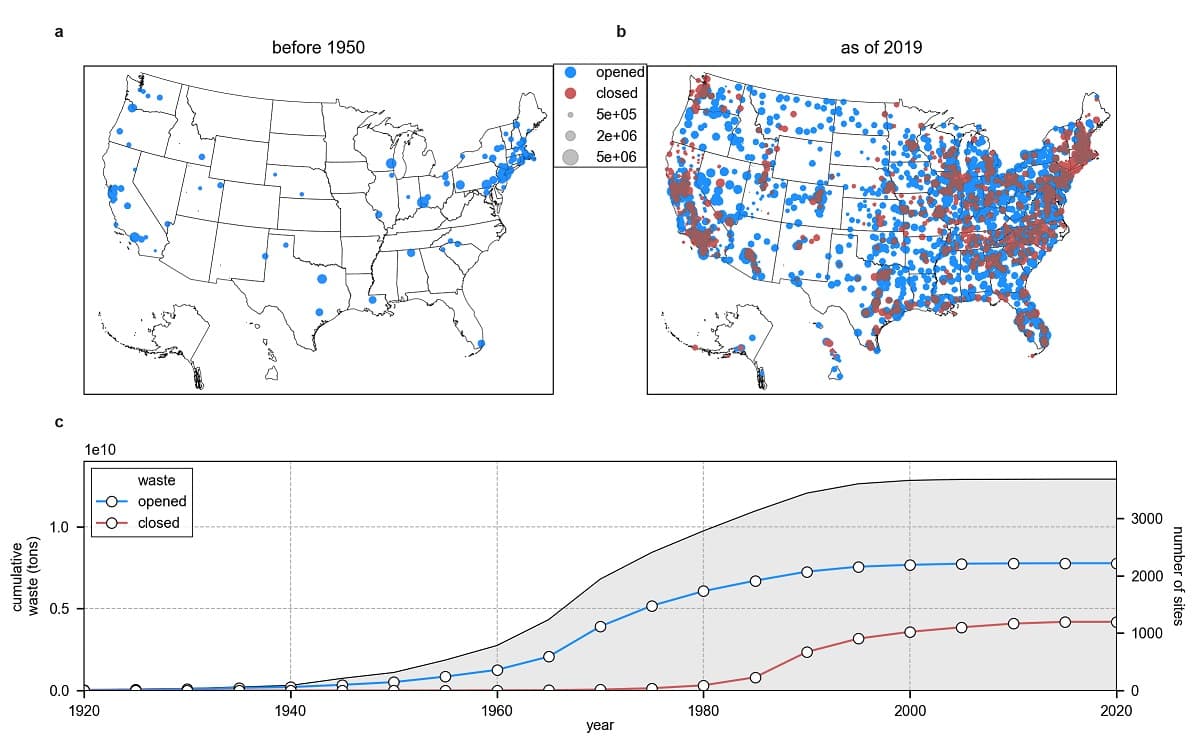 a
before 1950
b
as of 2019
opened
closed
5e+05
2e+06
5e+06
c
1e10
waste
opened
closed
1.0
0.5
0.0
cumulative
waste (tons)
3000
2000
1000
0
number of sites
1920 1940 1960 1980 2000 2020
year